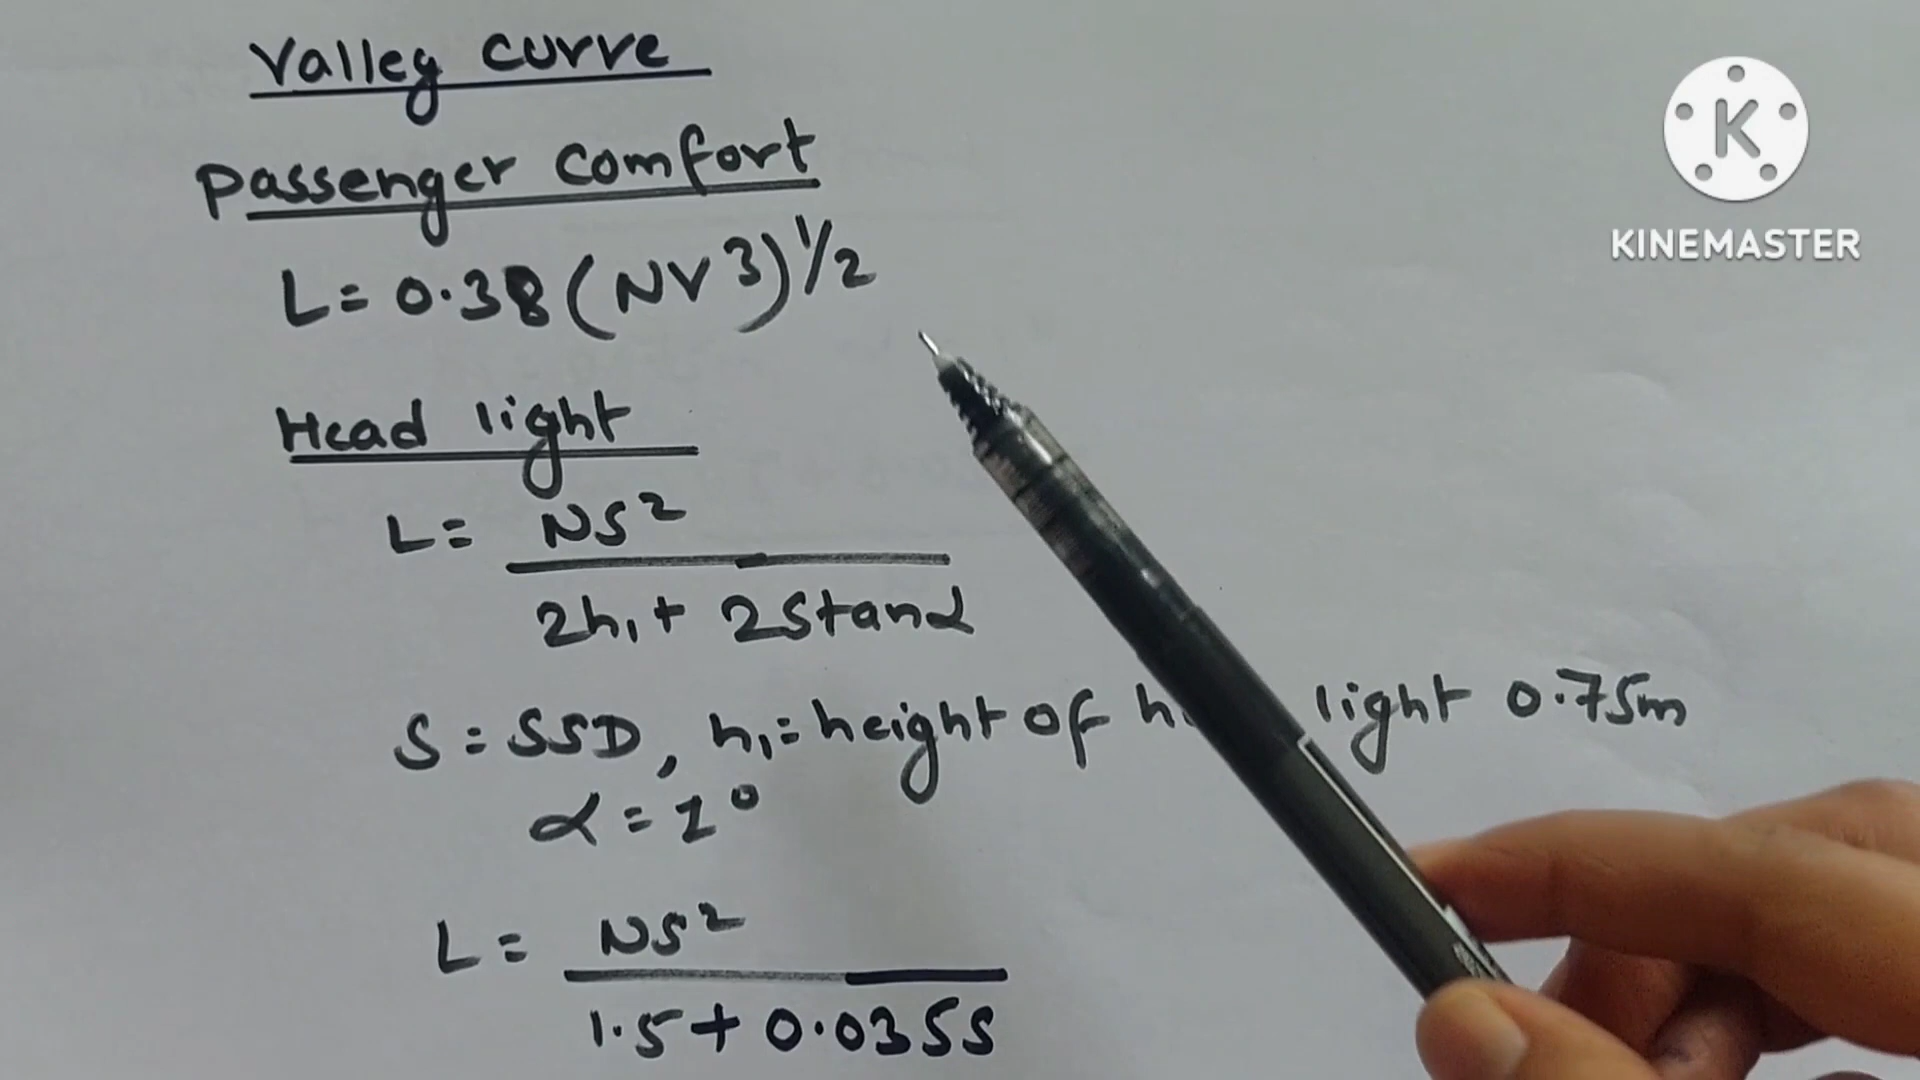 Valley curve
Passenger comfort
L = 0.38 (NV³)^1/2
Head light
L = NS²
2h₁ + 2Stanα
S = SSD, h₁ = height of light 0.75m
α = 1°
L = NS²
1.5 + 0.035S
K
KINEMASTER